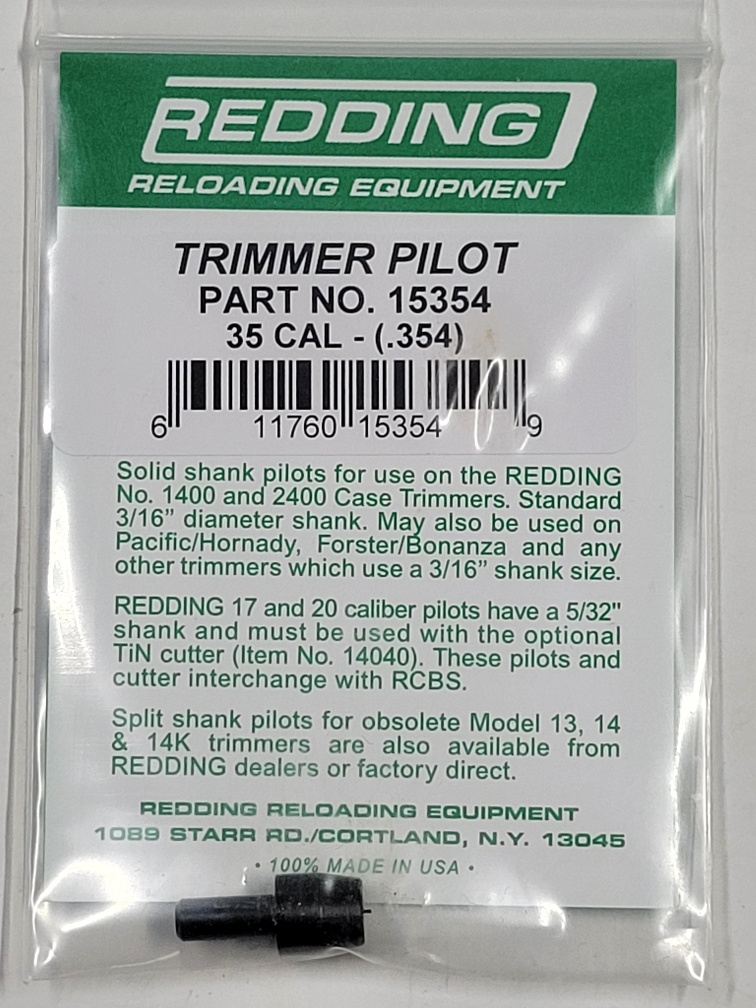 REDDING
RELOADING EQUIPMENT
TRIMMER PILOT
PART NO. 15354
35 CAL - (.354)
6 11760 15354 9
Solid shank pilots for use on the REDDING
No. 1400 and 2400 Case Trimmers. Standard
3/16” diameter shank. May also be used on
Pacific/Hornady, Forster/Bonanza and any
other trimmers which use a 3/16” shank size.
REDDING 17 and 20 caliber pilots have a 5/32"
shank and must be used with the optional
TiN cutter (Item No. 14040). These pilots and
cutter interchange with RCBS.
Split shank pilots for obsolete Model 13, 14
& 14K trimmers are also available from
REDDING dealers or factory direct.
REDDING RELOADING EQUIPMENT
1089 STARR RD./CORTLAND, N.Y. 13045
• 100% MADE IN USA •